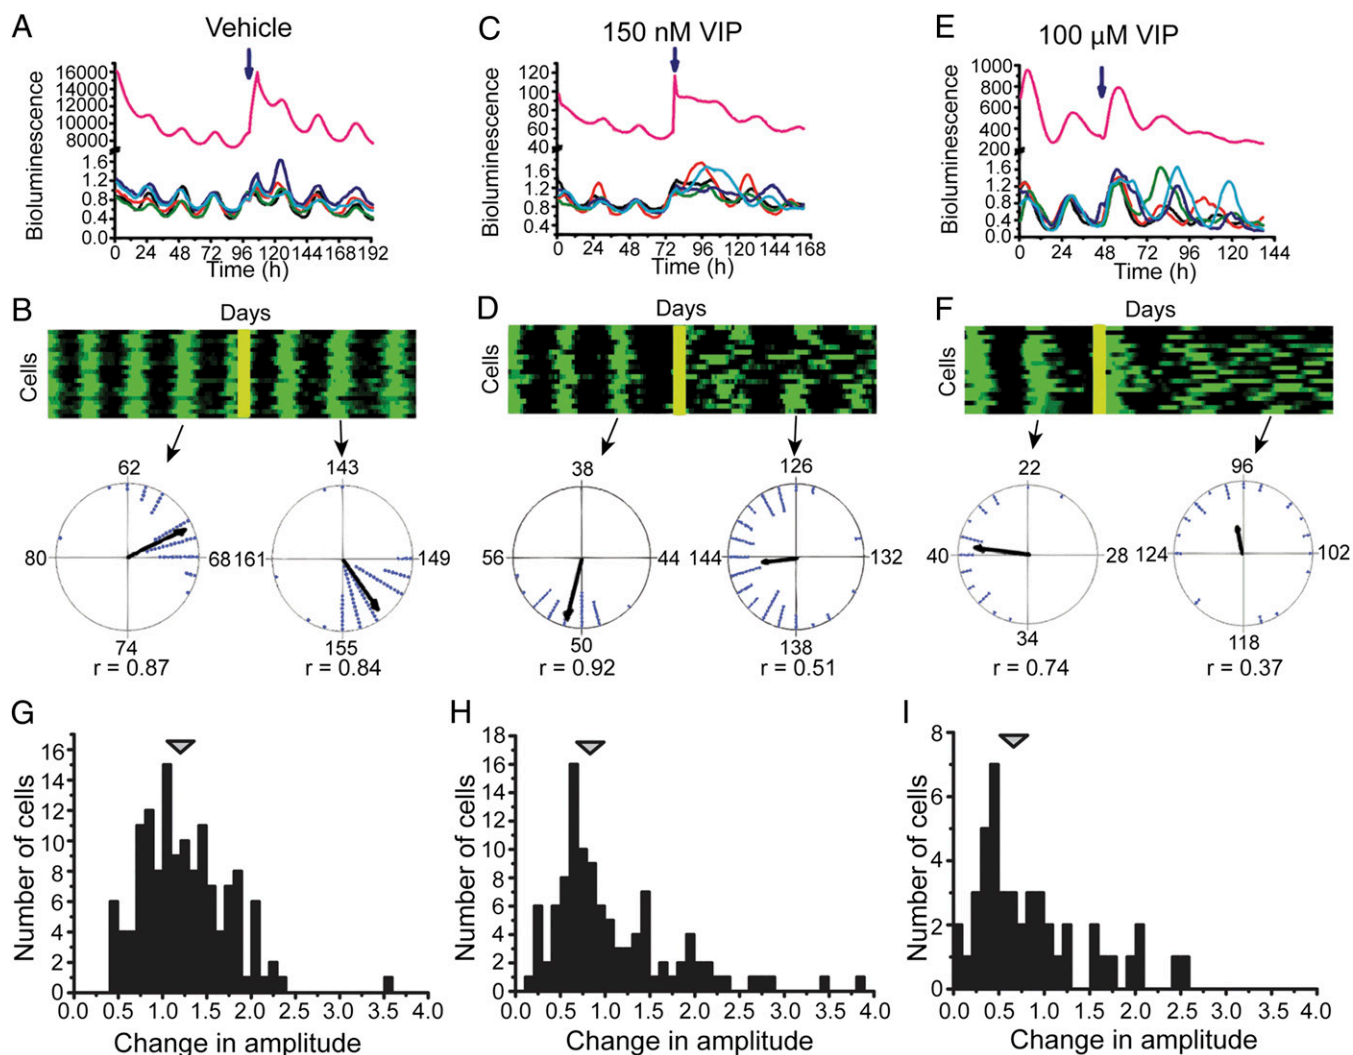 A
Vehicle
Bioluminescence
16000
14000
12000
10000
8000
1.6
1.2
0.8
0.4
0.0
0 24 48 72 96 120 144 168 192
Time (h)
C
150 nM VIP
Bioluminescence
120
100
80
60
40
1.6
1.2
0.8
0.4
0 24 48 72 96 120 144 168
Time (h)
E
100 µM VIP
Bioluminescence
1000
800
600
400
200
1.6
1.2
0.8
0.4
0.0
0 24 48 72 96 120 144
Time (h)
B
Days
Cells
62
80
68
74
r = 0.87
143
161
149
155
r = 0.84
D
Days
Cells
38
56
44
50
r = 0.92
126
144
132
138
r = 0.51
F
Days
Cells
22
40
28
34
r = 0.74
96
124
102
118
r = 0.37
G
Number of cells
16
14
12
10
8
6
4
2
0
0.0 0.5 1.0 1.5 2.0 2.5 3.0 3.5 4.0
Change in amplitude
H
Number of cells
18
16
14
12
10
8
6
4
2
0
0.0 0.5 1.0 1.5 2.0 2.5 3.0 3.5 4.0
Change in amplitude
I
Number of cells
8
6
4
2
0
0.0 0.5 1.0 1.5 2.0 2.5 3.0 3.5 4.0
Change in amplitude